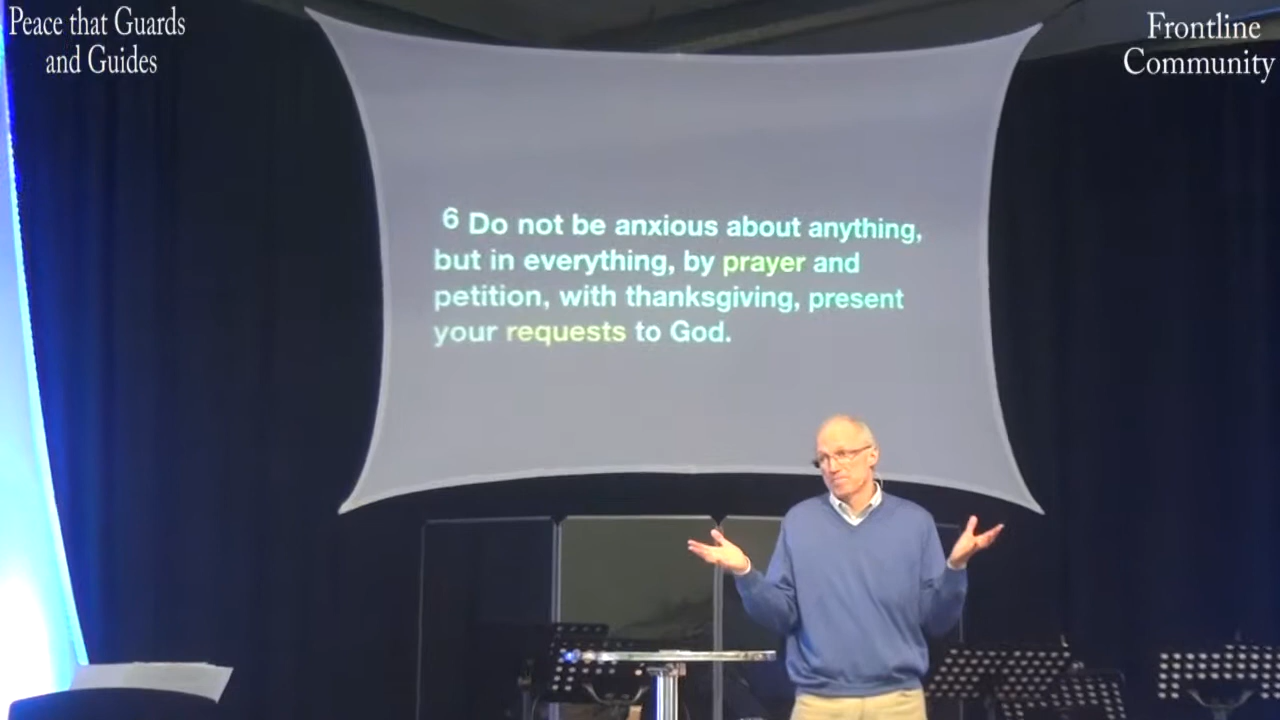 Peace that Guards
and Guides
Frontline
Community
6 Do not be anxious about anything,
but in everything, by prayer and
petition, with thanksgiving, present
your requests to God.